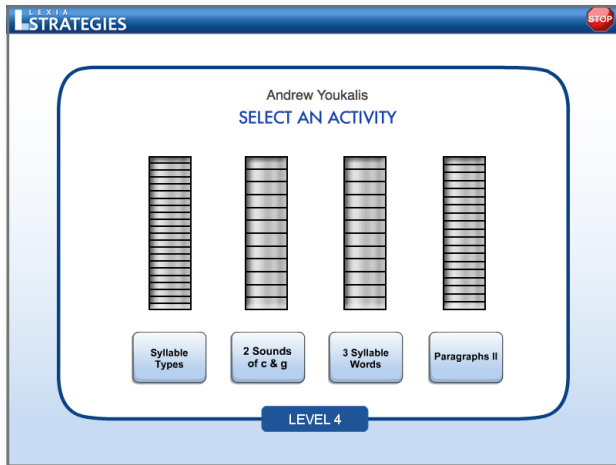 LEXIA
STRATEGIES
STOP
Andrew Youkalis
SELECT AN ACTIVITY
Syllable
Types
2 Sounds
of c & g
3 Syllable
Words
Paragraphs II
LEVEL 4